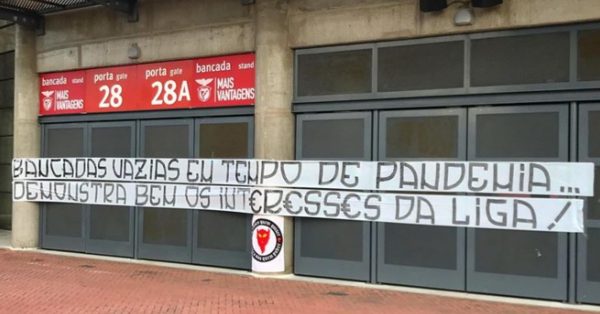 bancada stand
MAIS VANTAGENS
porta gate
28
porta gate
28A
bancada stand
MAIS VANTAGENS
BANCADAS VAZIAS EM TEMPO DE PANDEMIA...
DEMONSTRA BEM OS INT€R€SS€S DA LIGA!